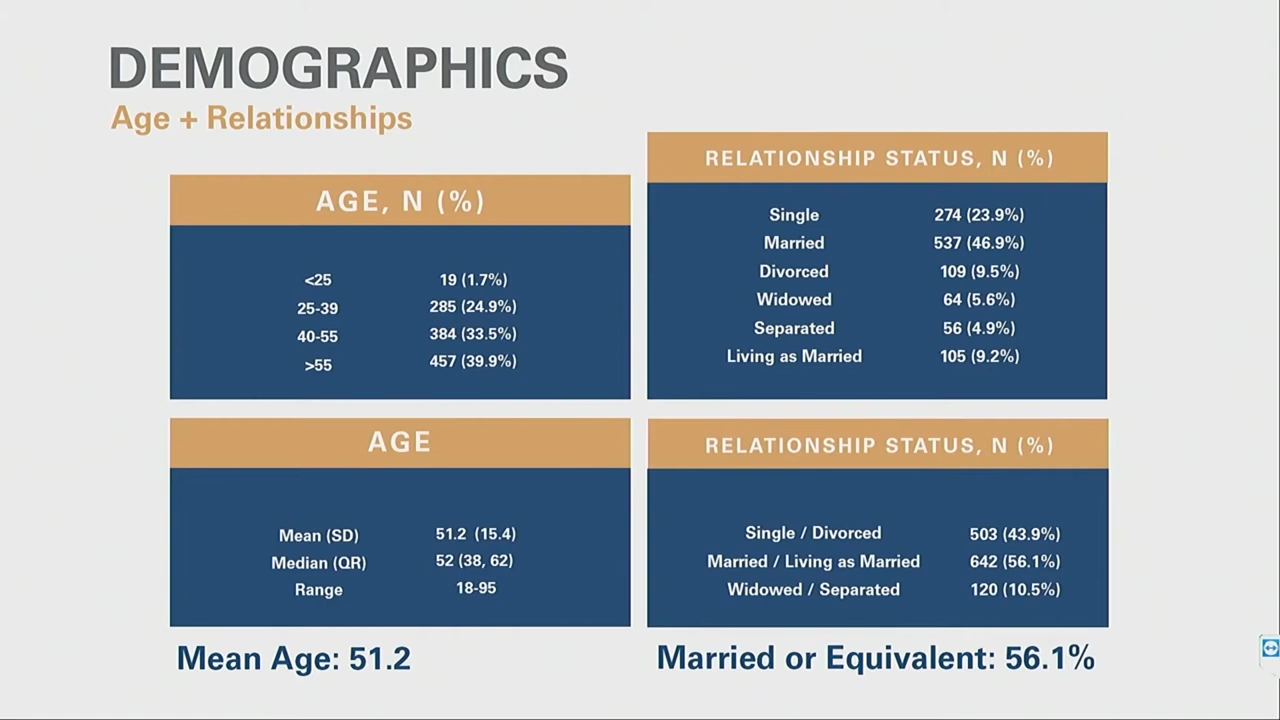 DEMOGRAPHICS
Age + Relationships
AGE, N (%)
<25 19 (1.7%)
25-39 285 (24.9%)
40-55 384 (33.5%)
>55 457 (39.9%)
RELATIONSHIP STATUS, N (%)
Single 274 (23.9%)
Married 537 (46.9%)
Divorced 109 (9.5%)
Widowed 64 (5.6%)
Separated 56 (4.9%)
Living as Married 105 (9.2%)
AGE
Mean (SD) 51.2 (15.4)
Median (QR) 52 (38, 62)
Range 18-95
Mean Age: 51.2
RELATIONSHIP STATUS, N (%)
Single / Divorced 503 (43.9%)
Married / Living as Married 642 (56.1%)
Widowed / Separated 120 (10.5%)
Married or Equivalent: 56.1%